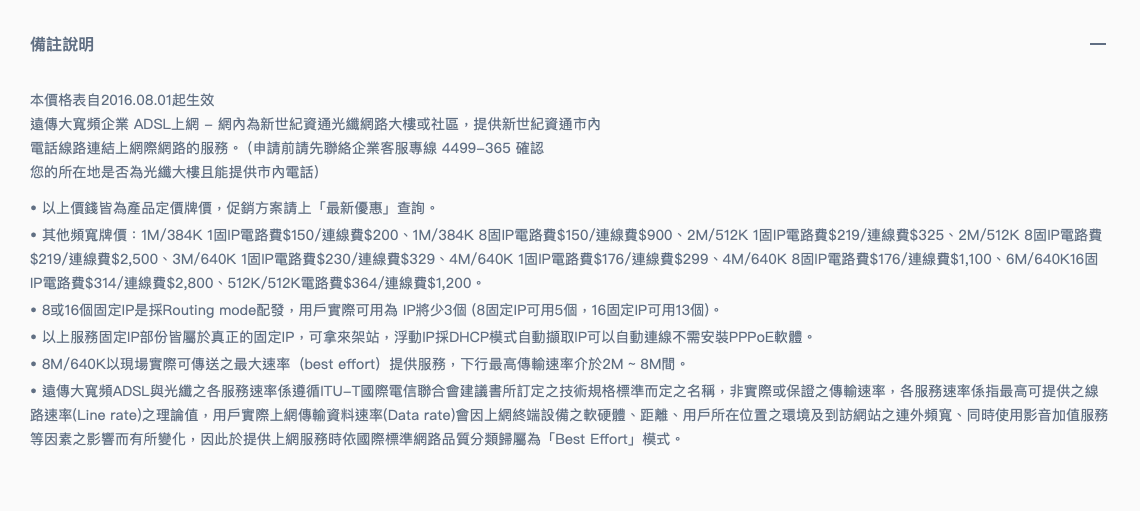 備註說明
本價格表自2016.08.01起生效
遠傳大寬頻企業 ADSL上網 – 網內為新世紀資通光纖網路大樓或社區，提供新世紀資通市內
電話線路連結上網際網路的服務。(申請前請先聯絡企業客服專線 4499–365 確認
您的所在地是否為光纖大樓且能提供市內電話)
• 以上價錢皆為產品定價牌價，促銷方案請上「最新優惠」查詢。
• 其他頻寬牌價：1M/384K 1固IP電路費$150/連線費$200、1M/384K 8固IP電路費$150/連線費$900、2M/512K 1固IP電路費$219/連線費$325、2M/512K 8固IP電路費
$219/連線費$2,500、3M/640K 1固IP電路費$230/連線費$329、4M/640K 1固IP電路費$176/連線費$299、4M/640K 8固IP電路費$176/連線費$1,100、6M/640K16固
IP電路費$314/連線費$2,800、512K/512K電路費$364/連線費$1,200。
• 8或16個固定IP是採Routing mode配發，用戶實際可用為 IP將少3個 (8固定IP可用5個，16固定IP可用13個)。
• 以上服務固定IP部份皆屬於真正的固定IP，可拿來架站，浮動IP採DHCP模式自動擷取IP可以自動連線不需安裝PPPoE軟體。
• 8M/640K以現場實際可傳送之最大速率（best effort）提供服務，下行最高傳輸速率介於2M ~ 8M間。
• 遠傳大寬頻ADSL與光纖之各服務速率係遵循ITU–T國際電信聯合會建議書所訂定之技術規格標準而定之名稱，非實際或保證之傳輸速率，各服務速率係指最高可提供之線
路速率(Line rate)之理論值，用戶實際上網傳輸資料速率(Data rate)會因上網終端設備之軟硬體、距離、用戶所在位置之環境及到訪網站之連外頻寬、同時使用影音加值服務
等因素之影響而有所變化，因此於提供上網服務時依國際標準網路品質分類歸屬為「Best Effort」模式。